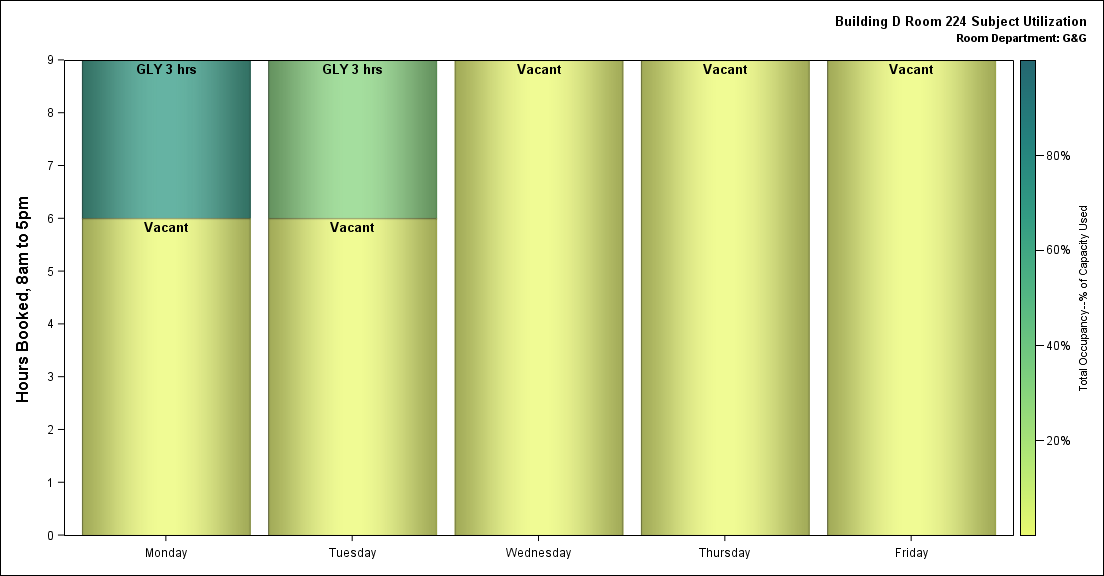 Building D Room 224 Subject Utilization
Room Department: G&G
Hours Booked, 8am to 5pm
9
8
7
6
5
4
3
2
1
0
GLY 3 hrs
GLY 3 hrs
Vacant
Vacant
Vacant
Vacant
Vacant
Monday
Tuesday
Wednesday
Thursday
Friday
80%
60%
40%
20%
Total Occupancy--% of Capacity Used